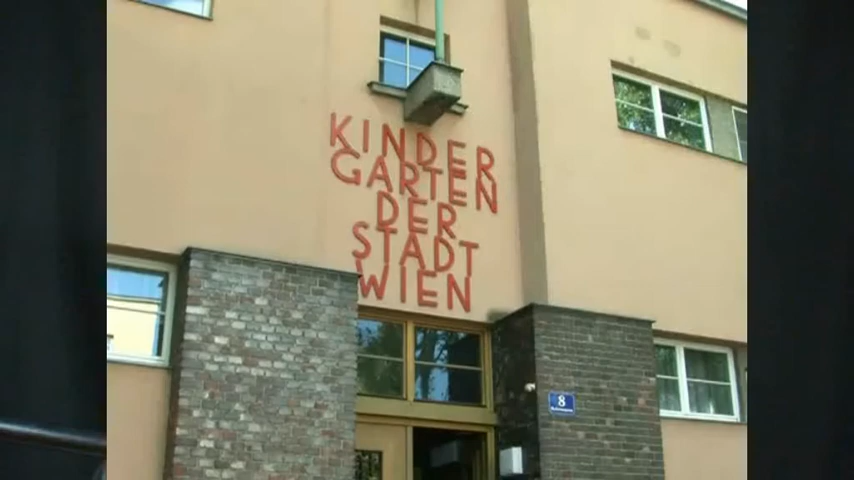 KINDER
GARTEN
DER
STADT
WIEN
8